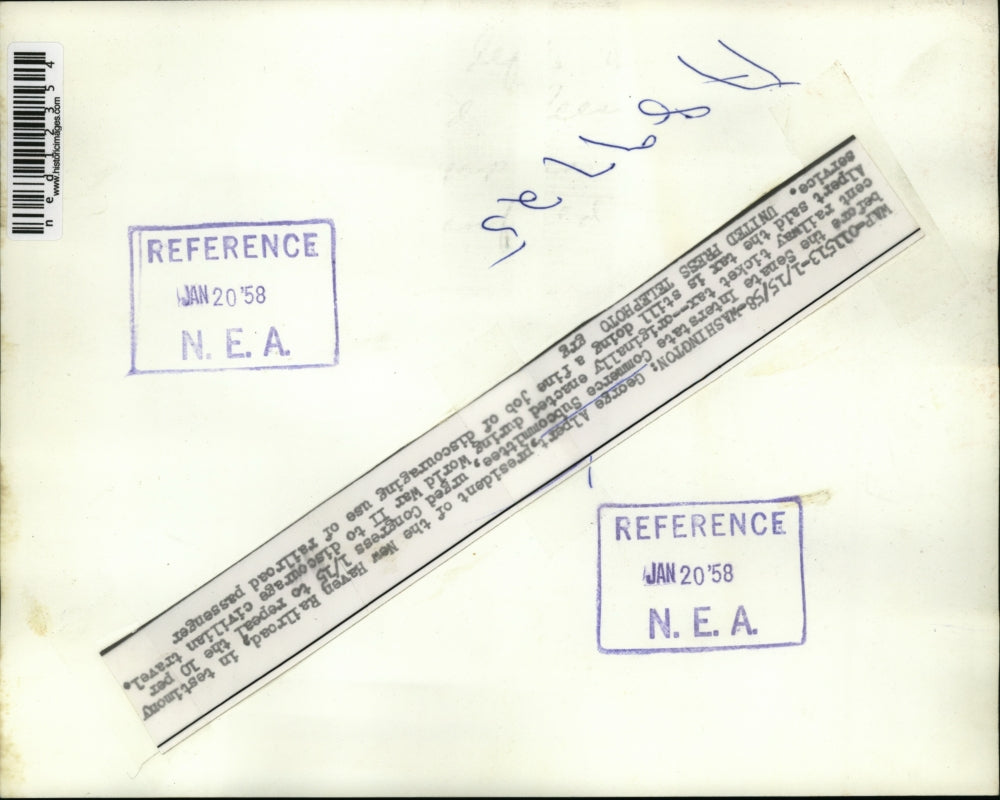 ned112354
www.historicimages.com
REFERENCE
JAN 20 '58
N. E. A.
WAP-011513-1/15/58-WASHINGTON: George Alpert, president of the New Haven Railroad, in testimony
before the Senate Interstate Commerce Subcommittee, urged Congress 1/15 to repeal the 10 per
cent railway ticket tax--originally enacted during World War II to discourage civilian travel.
Alpert said the tax is still doing a fine job of discouraging use of railroad passenger
service. UNITED PRESS TELEPHOTO grg
REFERENCE
JAN 20 '58
N. E. A.